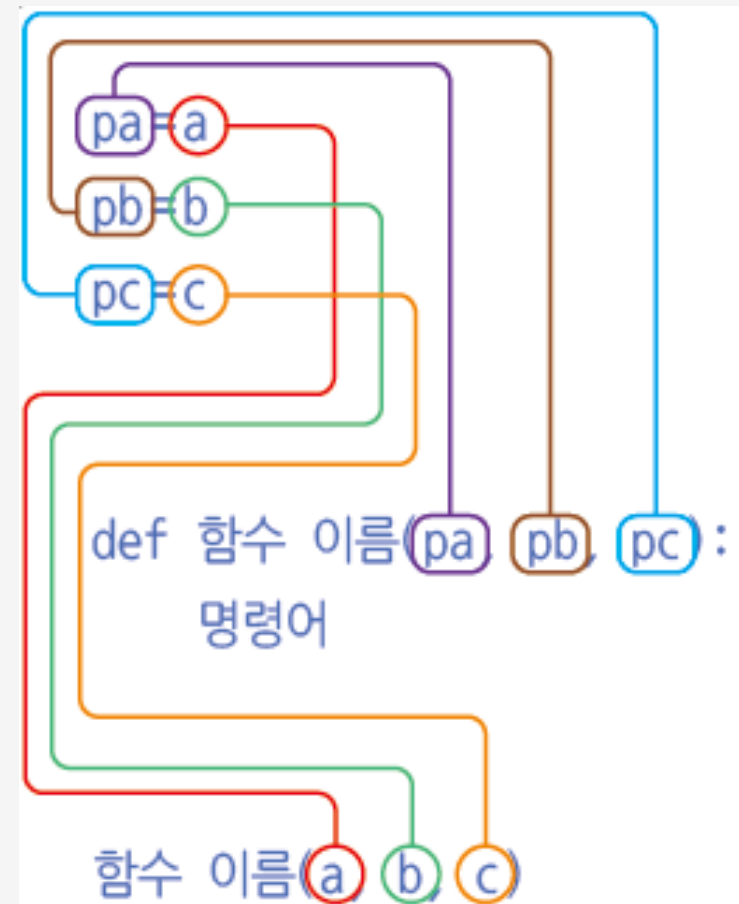 pa=a
pb=b
pc=c
def 함수 이름(pa, pb, pc):
명령어
함수 이름(a, b, c)